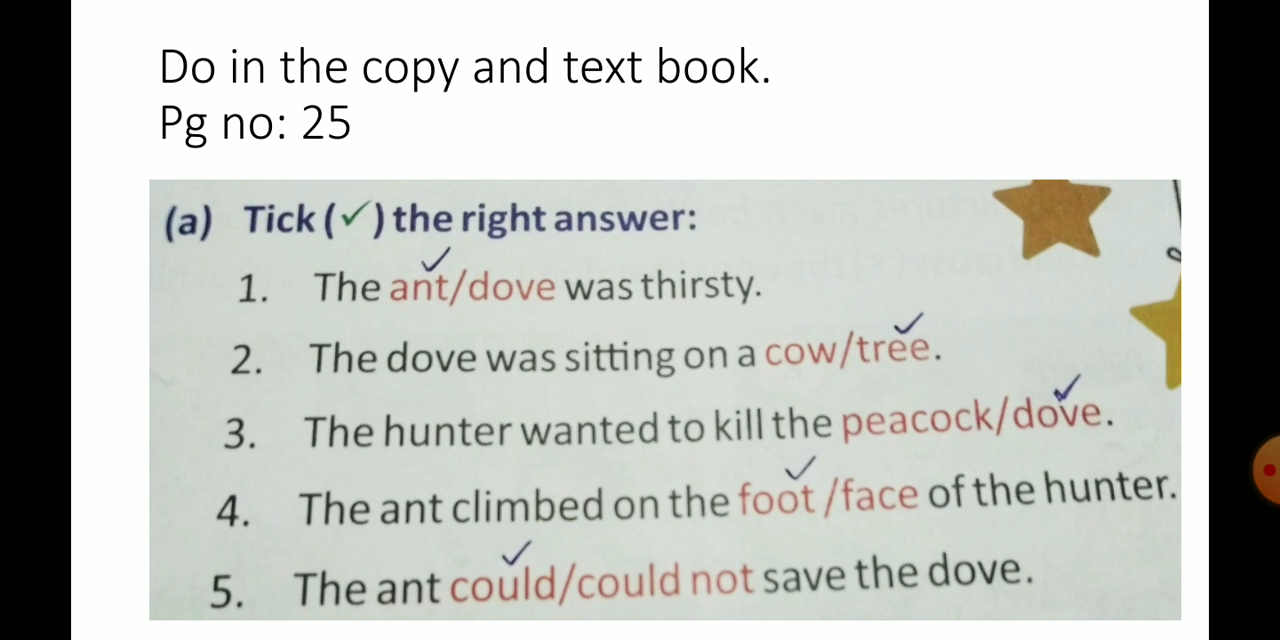 Do in the copy and text book.
Pg no: 25
(a) Tick (✓) the right answer:
1. The ant/dove was thirsty.
2. The dove was sitting on a cow/tree.
3. The hunter wanted to kill the peacock/dove.
4. The ant climbed on the foot /face of the hunter.
5. The ant could/could not save the dove.